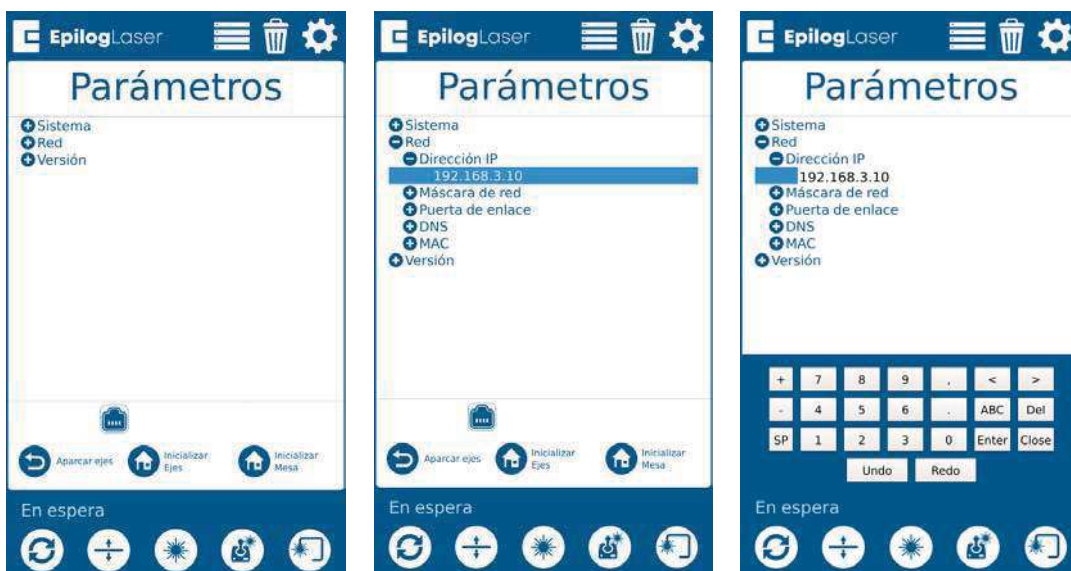 EpilogLaser
Parámetros
Sistema
Red
Versión
Aparcar ejes
Inicializar
Ejes
Inicializar
Mesa
En espera
EpilogLaser
Parámetros
Sistema
Red
Dirección IP
192.168.3.10
Máscara de red
Puerta de enlace
DNS
MAC
Versión
Aparcar ejes
Inicializar
Ejes
Inicializar
Mesa
En espera
EpilogLaser
Parámetros
Sistema
Red
Dirección IP
192.168.3.10
Máscara de red
Puerta de enlace
DNS
MAC
Versión
+ 7 8 9 , < >
- 4 5 6 . ABC Del
SP 1 2 3 0 Enter Close
Undo Redo
En espera